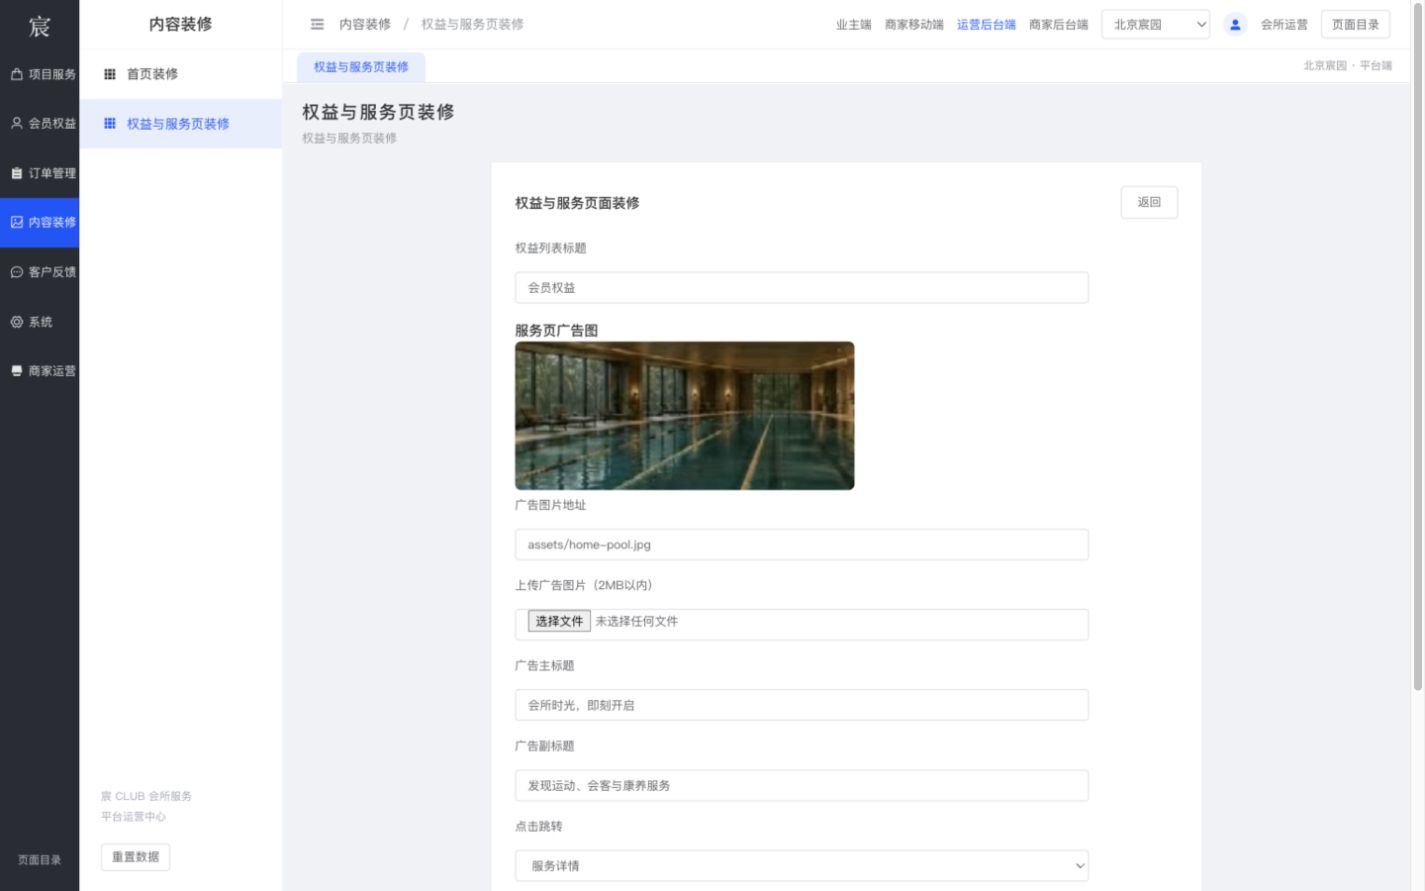 宸
项目服务
会员权益
订单管理
内容装修
客户反馈
系统
商家运营
页面目录
内容装修
首页装修
权益与服务页装修
宸 CLUB 会所服务
平台运营中心
重置数据
内容装修 / 权益与服务页装修
业主端 商家移动端 运营后台端 商家后台端 北京宸园 会所运营 页面目录
权益与服务页装修
北京宸园 · 平台端
权益与服务页装修
权益与服务页装修
权益与服务页面装修
返回
权益列表标题
会员权益
服务页广告图
广告图片地址
assets/home-pool.jpg
上传广告图片（2MB以内）
选择文件 未选择任何文件
广告主标题
会所时光，即刻开启
广告副标题
发现运动、会客与康养服务
点击跳转
服务详情